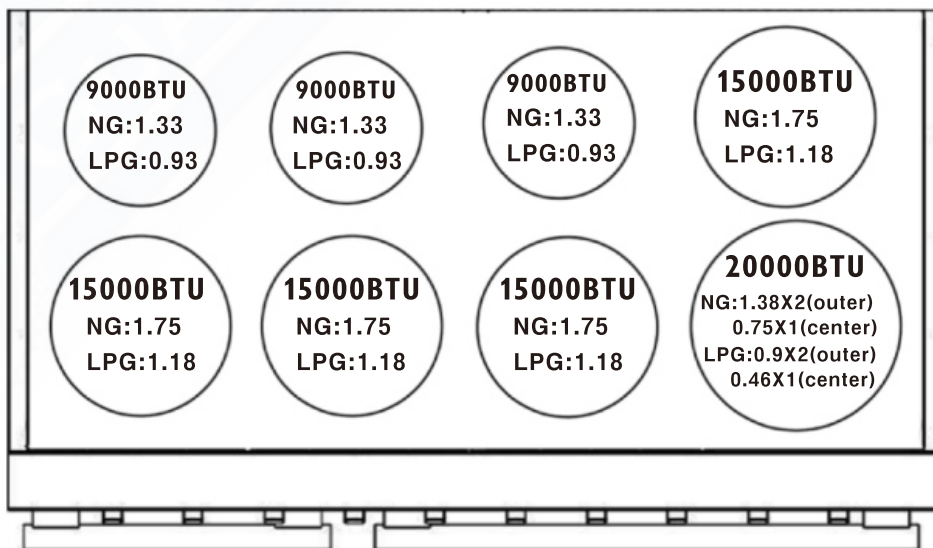 9000BTU
NG:1.33
LPG:0.93
9000BTU
NG:1.33
LPG:0.93
9000BTU
NG:1.33
LPG:0.93
15000BTU
NG:1.75
LPG:1.18
15000BTU
NG:1.75
LPG:1.18
15000BTU
NG:1.75
LPG:1.18
15000BTU
NG:1.75
LPG:1.18
20000BTU
NG:1.38X2(outer)
0.75X1(center)
LPG:0.9X2(outer)
0.46X1(center)